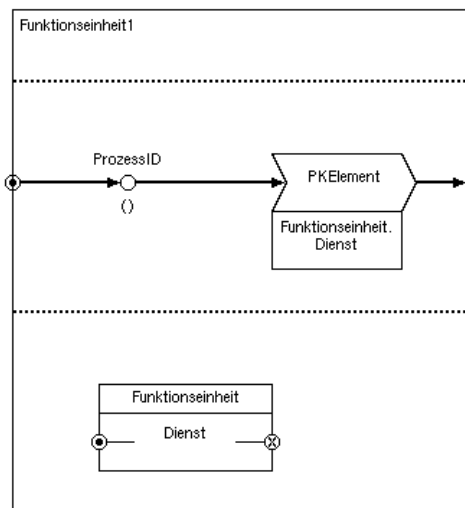 Funktionseinheit1
ProzessID
()
PKElement
Funktionseinheit.
Dienst
Funktionseinheit
Dienst